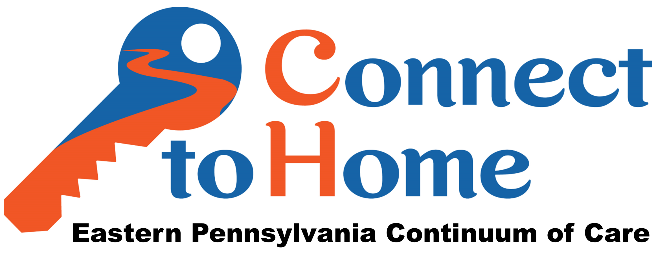 Connect
to Home
Eastern Pennsylvania Continuum of Care